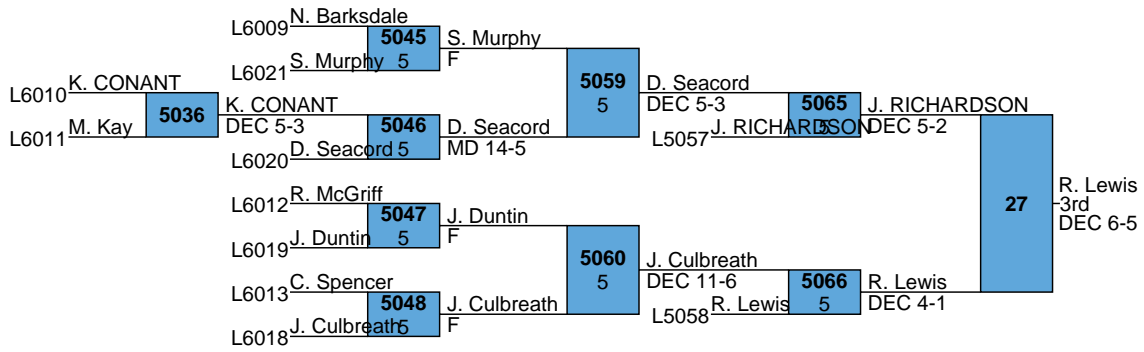 L6009 N. Barksdale
5045
5
S. Murphy
F
L6021 S. Murphy
L6010 K. CONANT
5036
L6011 M. Kay
K. CONANT
DEC 5-3
5046
5
L6020 D. Seacord
D. Seacord
MD 14-5
5059
5
D. Seacord
DEC 5-3
5065
5
L5057 J. RICHARDSON
J. RICHARDSON
DEC 5-2
L6012 R. McGriff
5047
5
L6019 J. Duntin
J. Duntin
F
L6013 C. Spencer
5048
5
L6018 J. Culbreath
J. Culbreath
F
5060
5
J. Culbreath
DEC 11-6
5066
5
L5058 R. Lewis
R. Lewis
DEC 4-1
27
R. Lewis
3rd
DEC 6-5